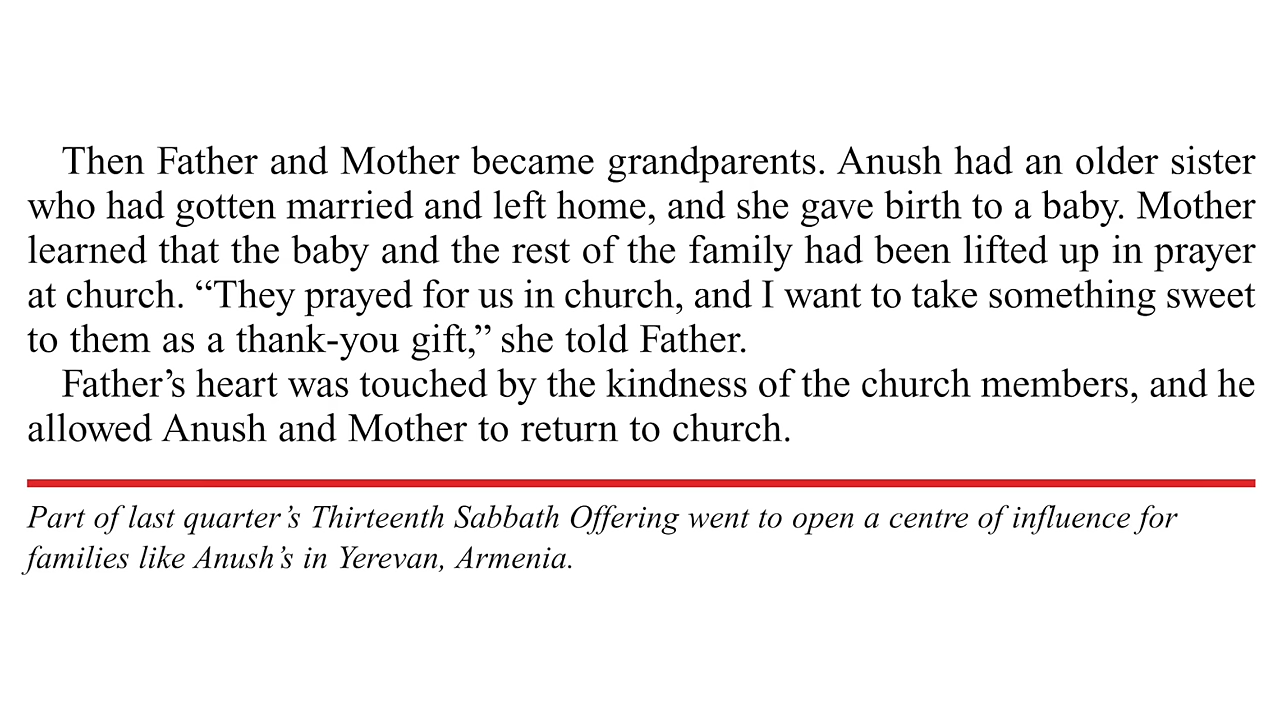 Then Father and Mother became grandparents. Anush had an older sister
who had gotten married and left home, and she gave birth to a baby. Mother
learned that the baby and the rest of the family had been lifted up in prayer
at church. “They prayed for us in church, and I want to take something sweet
to them as a thank-you gift,” she told Father.
Father’s heart was touched by the kindness of the church members, and he
allowed Anush and Mother to return to church.
Part of last quarter’s Thirteenth Sabbath Offering went to open a centre of influence for
families like Anush’s in Yerevan, Armenia.